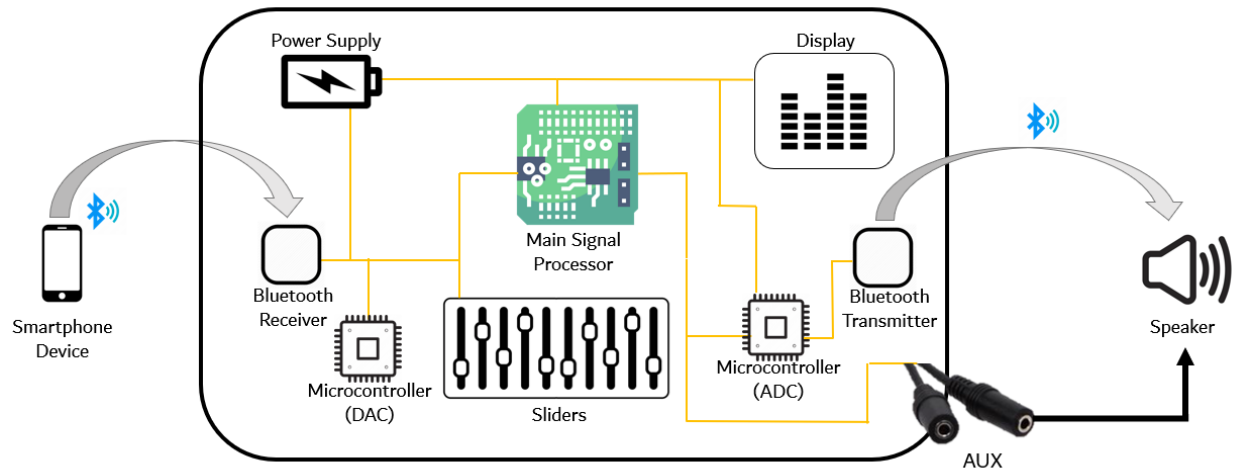 Power Supply
Display
Main Signal
Processor
Bluetooth
Receiver
Bluetooth
Transmitter
Smartphone
Device
Speaker
Microcontroller
(DAC)
Sliders
Microcontroller
(ADC)
AUX